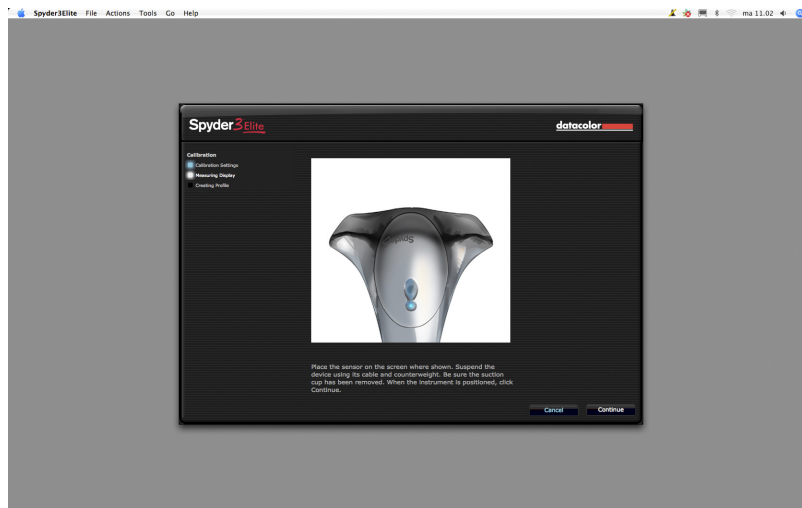 Spyder3Elite File Actions Tools Go Help ma 11.02
Spyder3Elite
datacolor
Calibration
Calibration Settings
Measuring Display
Creating Profile
Spyder
Place the sensor on the screen where shown. Suspend the
device using its cable and counterweight. Be sure the suction
cup has been removed. When the instrument is positioned, click
Continue.
Cancel Continue